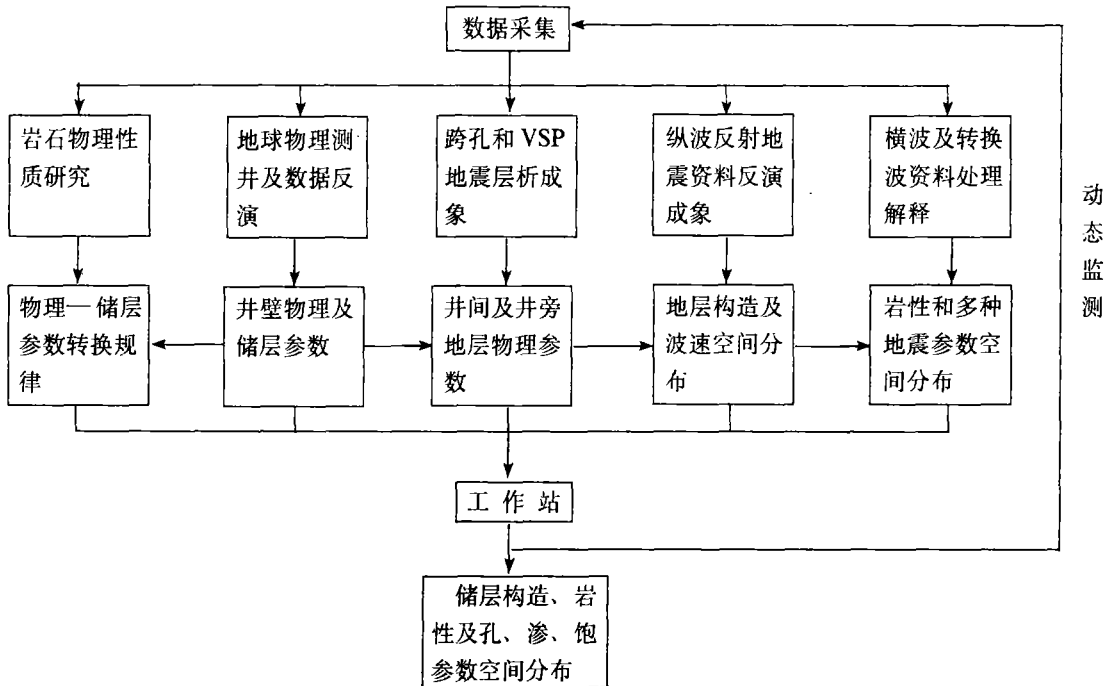 数据采集
岩石物理性
质研究
地球物理测
井及数据反
演
跨孔和 VSP
地震层析成
象
纵波反射地
震资料反演
成象
横波及转换
波资料处理
解释
动
态
监
测
物理—储层
参数转换规
律
井壁物理及
储层参数
井间及井旁
地层物理参
数
地层构造及
波速空间分
布
岩性和多种
地震参数空
间分布
工 作 站
储层构造、岩
性及孔、渗、饱
参数空间分布